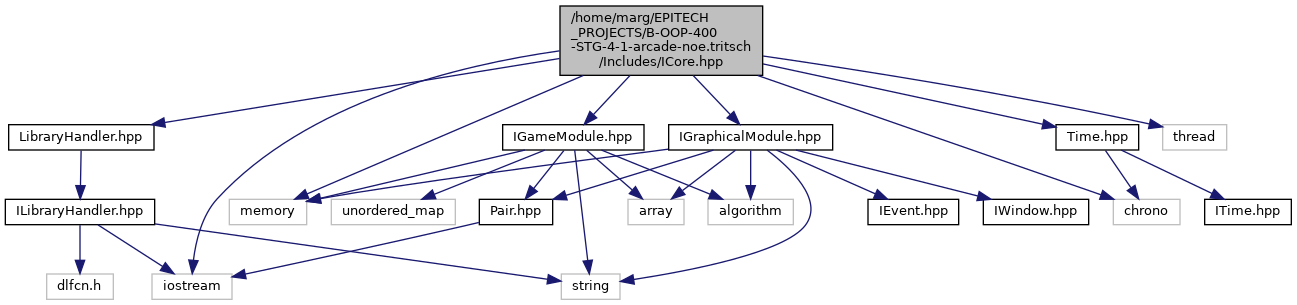 /home/marg/EPITECH
_PROJECTS/B-OOP-400
-STG-4-1-arcade-noe.tritsch
/Includes/ICore.hpp
LibraryHandler.hpp
IGameModule.hpp
IGraphicalModule.hpp
Time.hpp
thread
ILibraryHandler.hpp
memory
unordered_map
Pair.hpp
array
algorithm
IEvent.hpp
IWindow.hpp
chrono
ITime.hpp
dlfcn.h
iostream
string